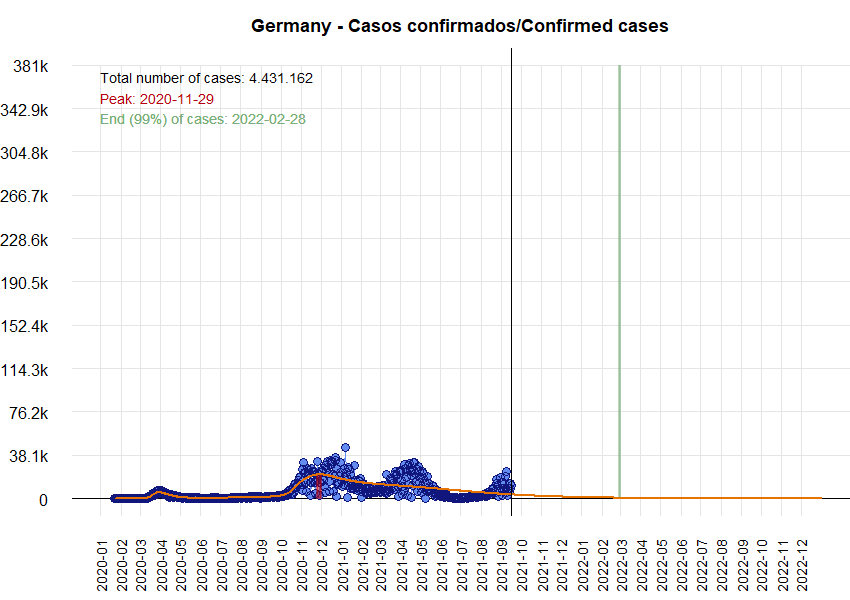 Germany - Casos confirmados/Confirmed cases
Total number of cases: 4.431.162
Peak: 2020-11-29
End (99%) of cases: 2022-02-28
381k
342.9k
304.8k
266.7k
228.6k
190.5k
152.4k
114.3k
76.2k
38.1k
0
2020-01
2020-02
2020-03
2020-04
2020-05
2020-06
2020-07
2020-08
2020-09
2020-10
2020-11
2020-12
2021-01
2021-02
2021-03
2021-04
2021-05
2021-06
2021-07
2021-08
2021-09
2021-10
2021-11
2021-12
2022-01
2022-02
2022-03
2022-04
2022-05
2022-06
2022-07
2022-08
2022-09
2022-10
2022-11
2022-12